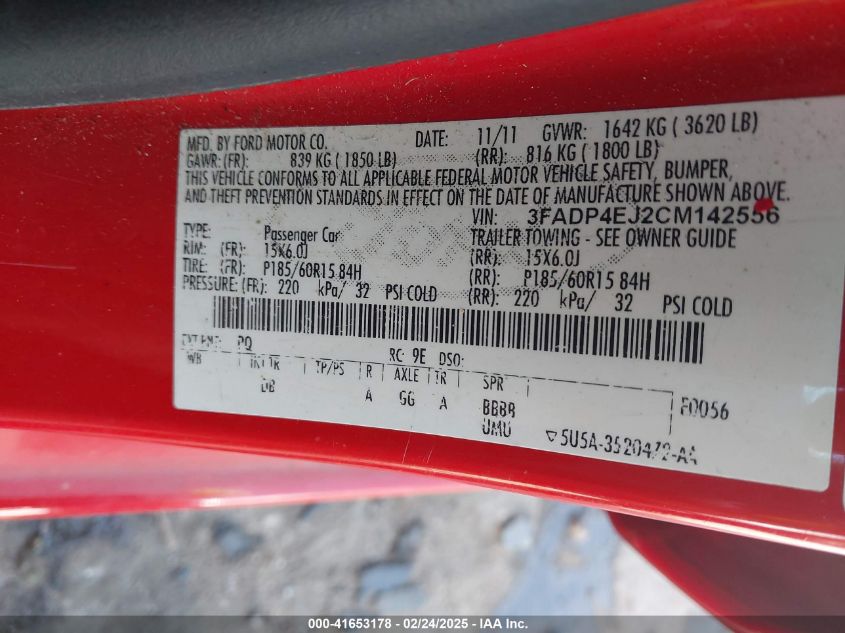 MFD. BY FORD MOTOR CO. DATE: 11/11 GVWR: 1642 KG ( 3620 LB)
GAWR: (FR): 839 KG ( 1850 LB) (RR): 816 KG ( 1800 LB)
THIS VEHICLE CONFORMS TO ALL APPLICABLE FEDERAL MOTOR VEHICLE SAFETY, BUMPER,
AND THEFT PREVENTION STANDARDS IN EFFECT ON THE DATE OF MANUFACTURE SHOWN ABOVE.
VIN: 3FADP4EJ2CM142556
TYPE: Passenger Car TRAILER TOWING - SEE OWNER GUIDE
RIM: (FR): 15X6.0J (RR): 15X6.0J
TIRE: (FR): P185/60R15 84H (RR): P185/60R15 84H
PRESSURE: (FR): 220 kPa/ 32 PSI COLD (RR): 220 kPa/ 32 PSI COLD
EXT PNT: PQ RC: 9E DSO:
WB TP/PS R AXLE TR SPR
A GG A BBBB F0056
UMU
000-41653178 - 02/24/2025 - IAA Inc.